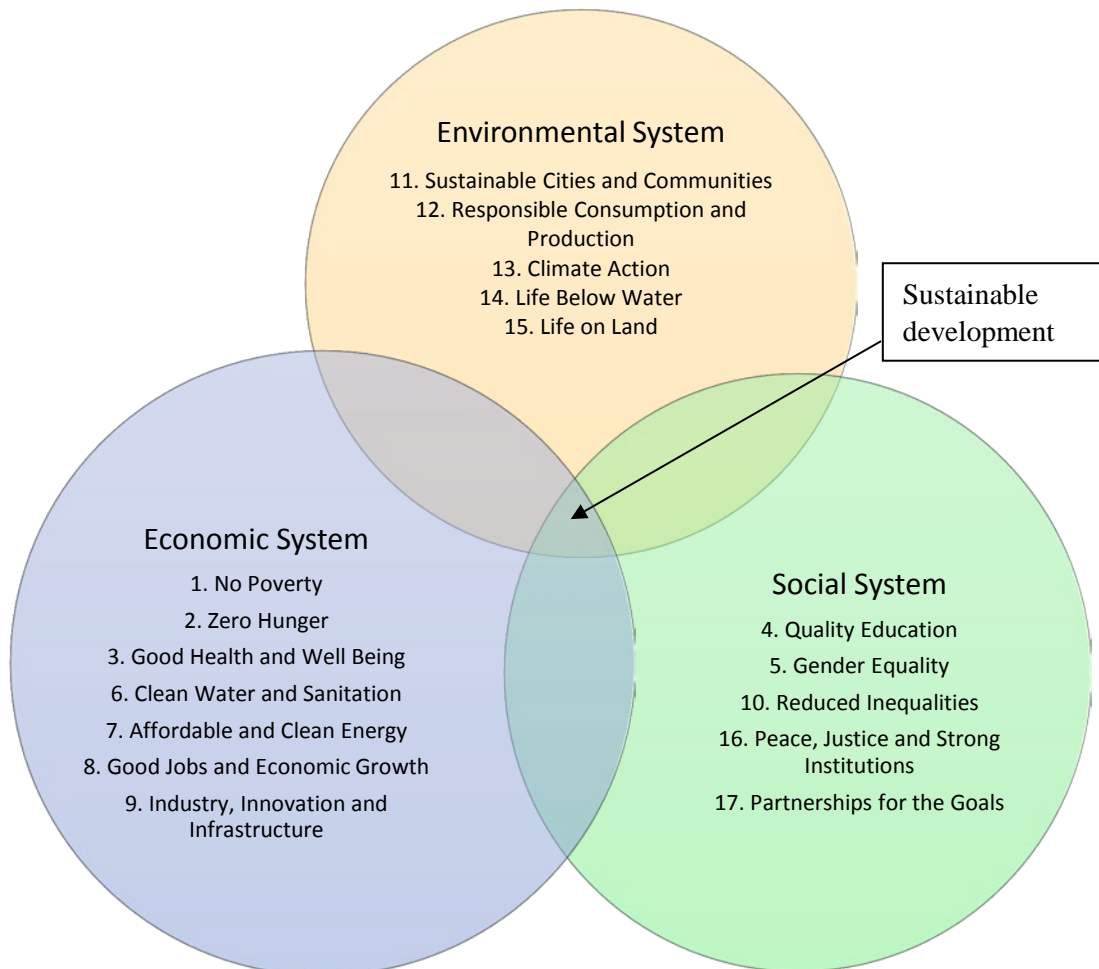 Environmental System
11. Sustainable Cities and Communities
12. Responsible Consumption and
Production
13. Climate Action
14. Life Below Water
15. Life on Land
Sustainable
development
Economic System
1. No Poverty
2. Zero Hunger
3. Good Health and Well Being
6. Clean Water and Sanitation
7. Affordable and Clean Energy
8. Good Jobs and Economic Growth
9. Industry, Innovation and
Infrastructure
Social System
4. Quality Education
5. Gender Equality
10. Reduced Inequalities
16. Peace, Justice and Strong
Institutions
17. Partnerships for the Goals